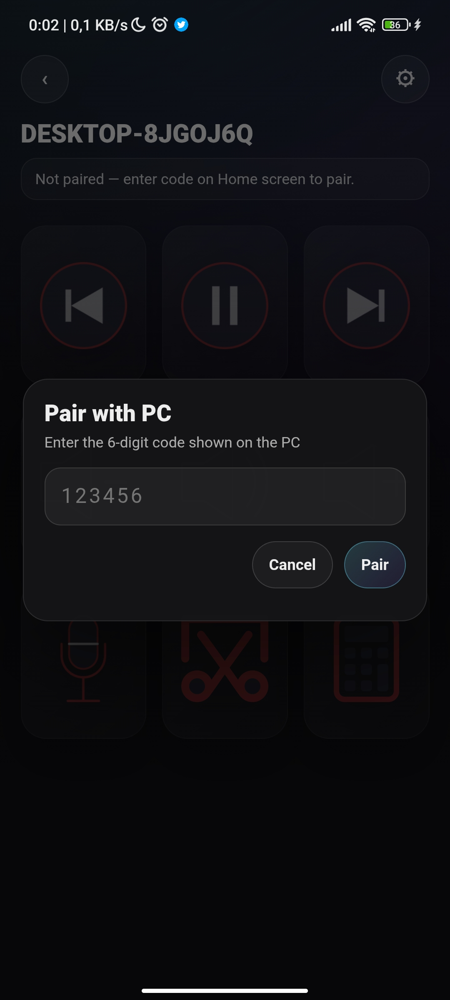 0:02 | 0,1 KB/s
36
DESKTOP-8JGOJ6Q
Not paired — enter code on Home screen to pair.
Pair with PC
Enter the 6-digit code shown on the PC
123456
Cancel
Pair